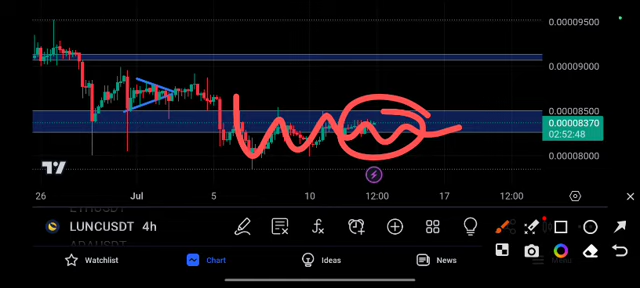 0.00009500
0.00009000
0.00008500
0.00008370
02:52:48
0.00008000
26 Jul 5 10 12:00 17 12:00
LUNCUSDT 4h
Watchlist Chart Ideas News